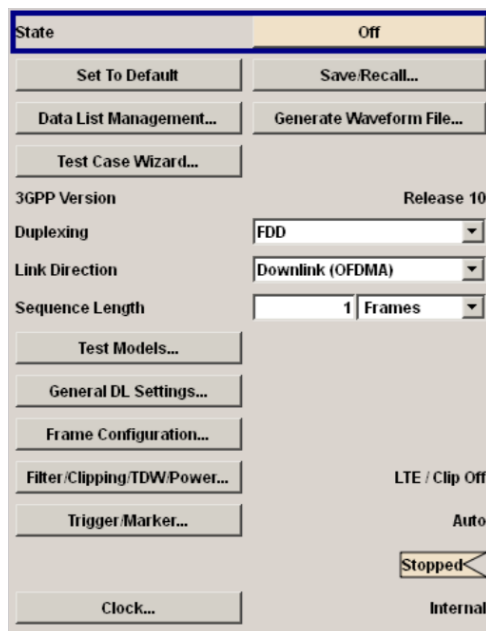 State Off
Set To Default Save/Recall...
Data List Management... Generate Waveform File...
Test Case Wizard...
3GPP Version Release 10
Duplexing FDD
Link Direction Downlink (OFDMA)
Sequence Length 1 Frames
Test Models...
General DL Settings...
Frame Configuration...
Filter/Clipping/TDW/Power... LTE / Clip Off
Trigger/Marker... Auto
Stopped
Clock... Internal